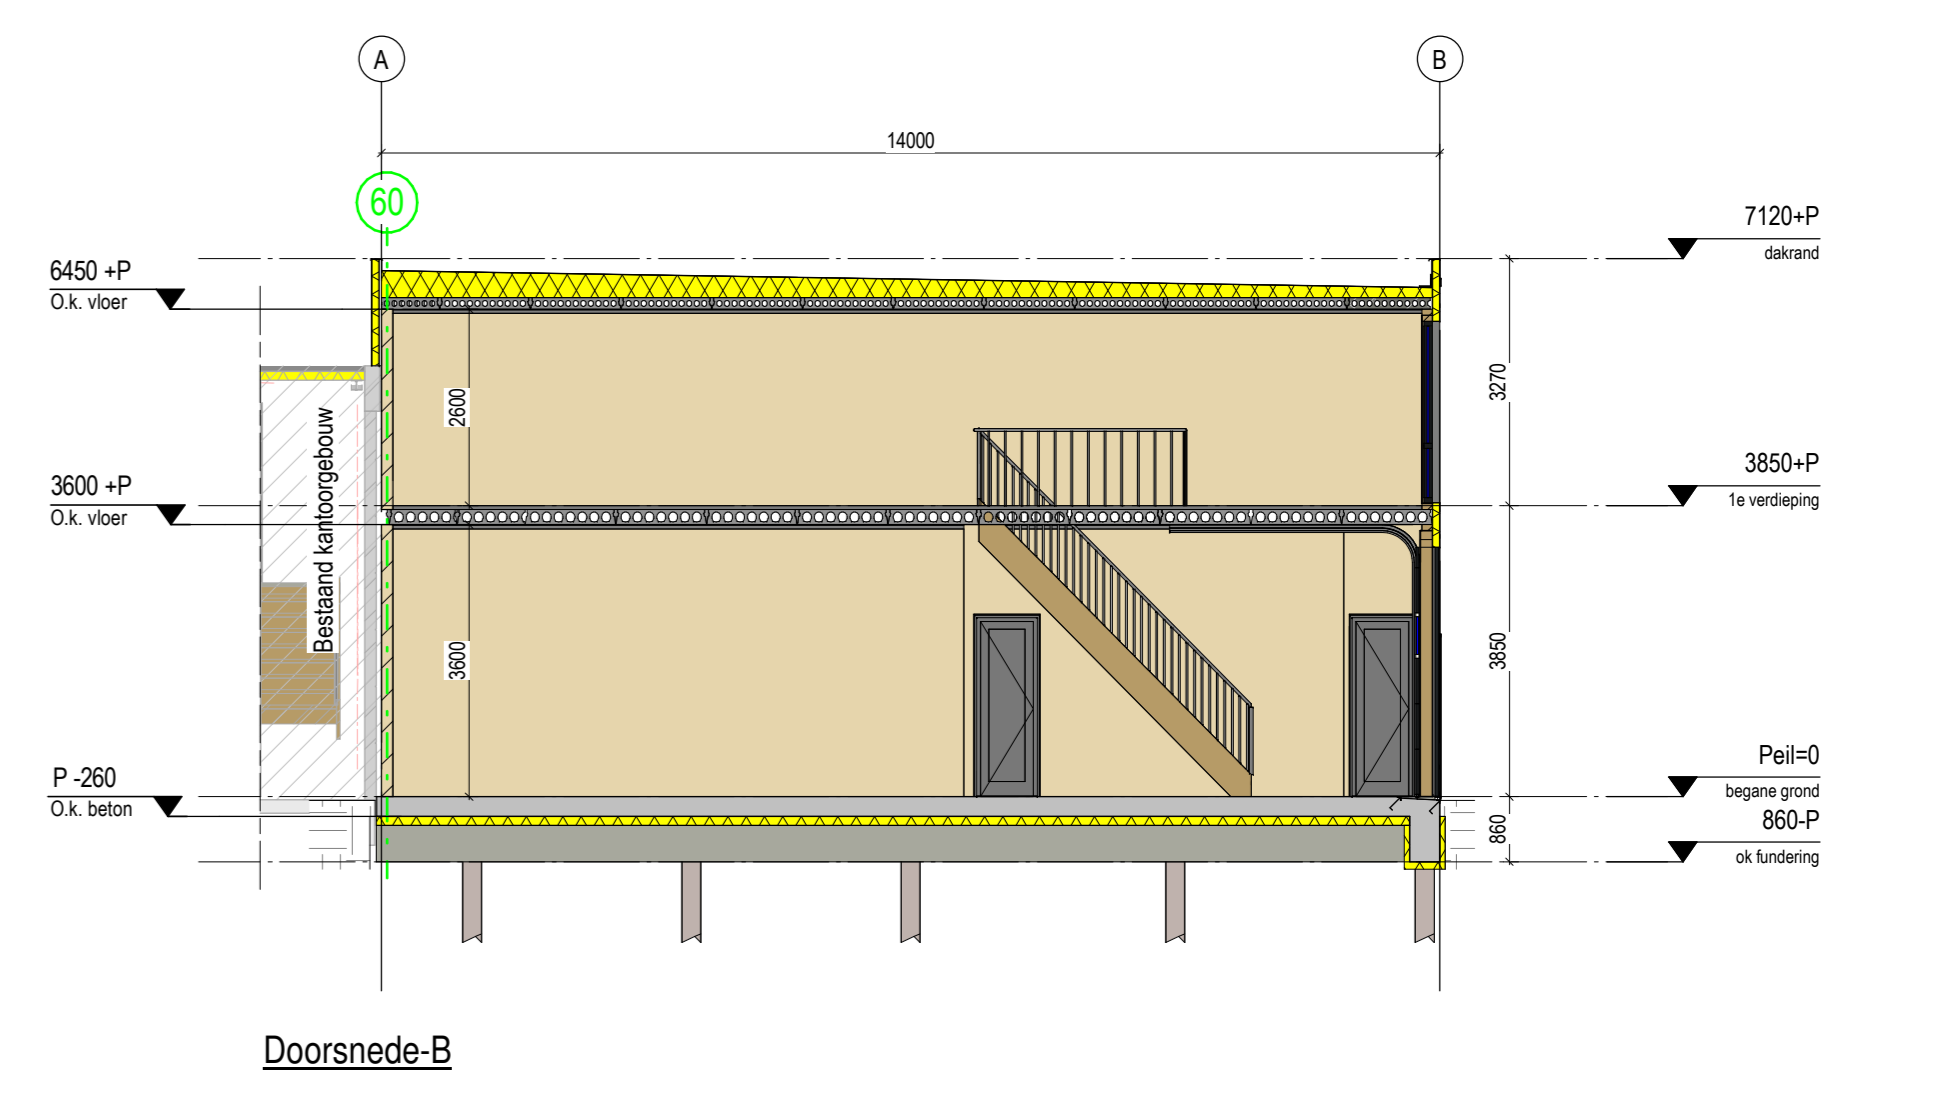 A
B
14000
60
7120+P
dakrand
6450 +P
O.k. vloer
3270
2600
Bestaand kantoorgebouw
3850+P
1e verdieping
3600 +P
O.k. vloer
3850
3600
Peil=0
begane grond
P -260
O.k. beton
860-P
ok fundering
860
Doorsnede-B